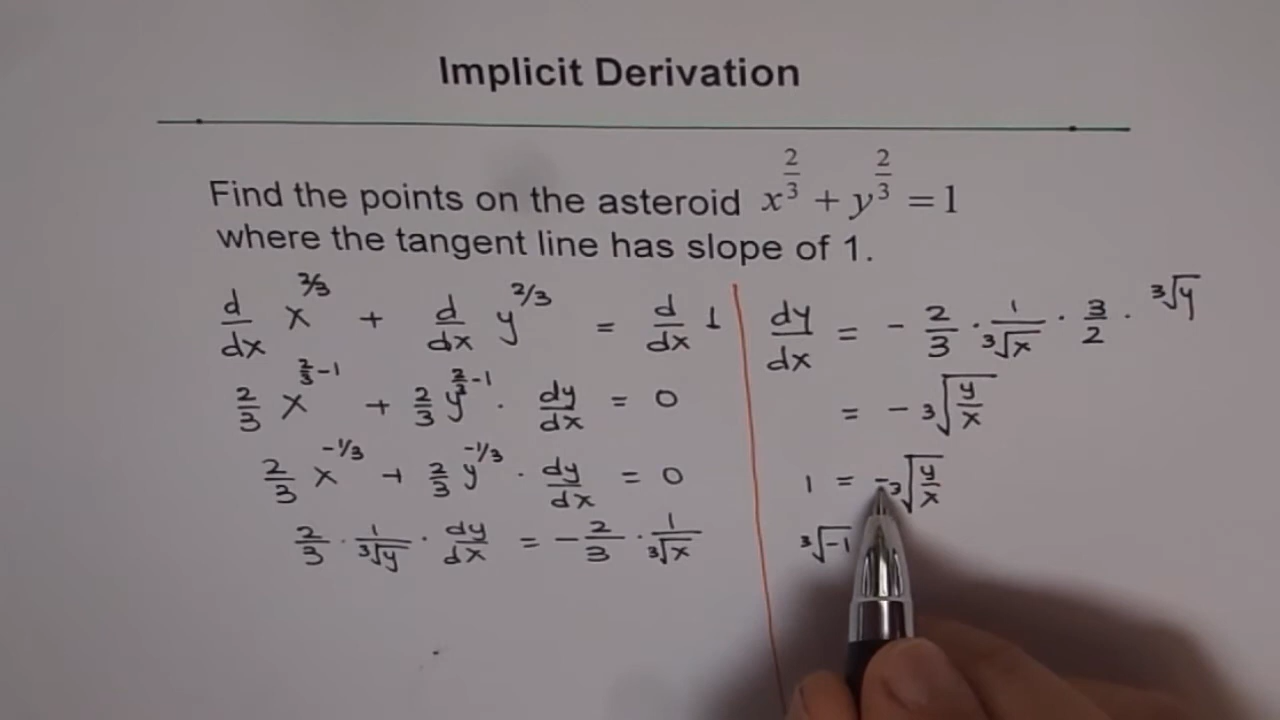 Implicit Derivation
Find the points on the asteroid x^(2/3) + y^(2/3) = 1
where the tangent line has slope of 1.
d/dx x^(2/3) + d/dx y^(2/3) = d/dx 1
2/3 x^(2/3 - 1) + 2/3 y^(2/3 - 1) · dy/dx = 0
2/3 x^(-1/3) + 2/3 y^(-1/3) · dy/dx = 0
2/3 · 1/∛y · dy/dx = - 2/3 · 1/∛x
dy/dx = - 2/3 · 1/∛x · 3/2 · ∛y
= - ∛(y/x)
1 = -∛(y/x)
∛-1